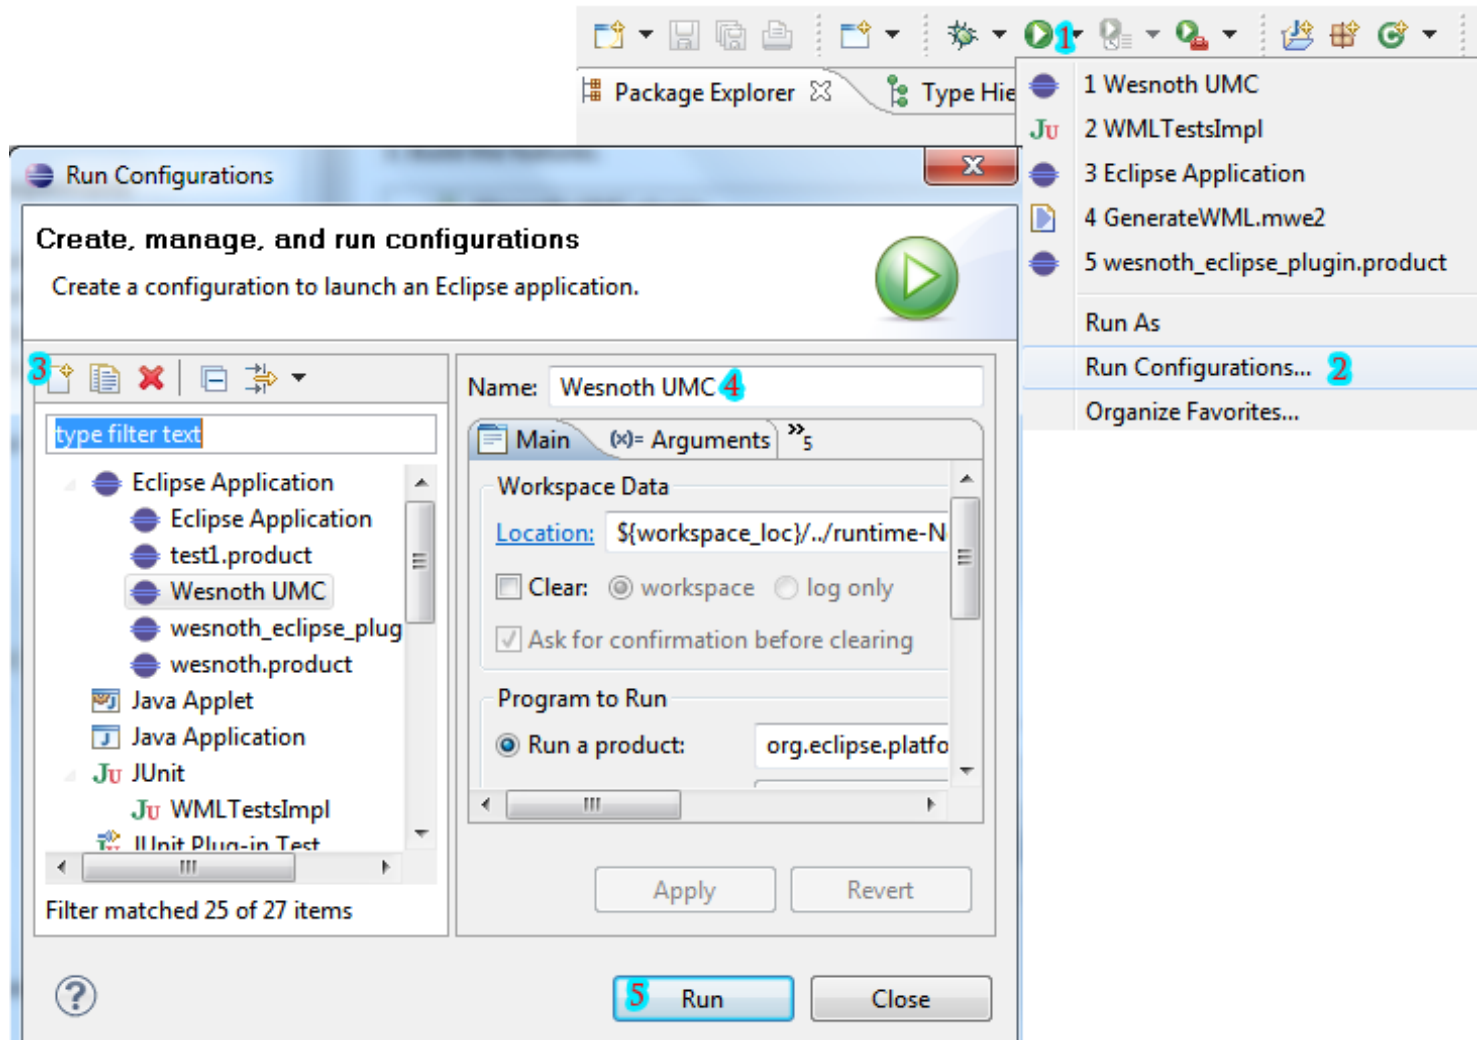 1
Package Explorer
Type Hie
1 Wesnoth UMC
2 WMLTestsImpl
3 Eclipse Application
4 GenerateWML.mwe2
5 wesnoth_eclipse_plugin.product
Run As
Run Configurations... 2
Organize Favorites...
Run Configurations
Create, manage, and run configurations
Create a configuration to launch an Eclipse application.
3
type filter text
Eclipse Application
Eclipse Application
test1.product
Wesnoth UMC
wesnoth_eclipse_plug
wesnoth.product
Java Applet
Java Application
JUnit
WMLTestsImpl
JUnit Plug-in Test
Filter matched 25 of 27 items
Name: Wesnoth UMC 4
Main (x)= Arguments »5
Workspace Data
Location: ${workspace_loc}/../runtime-N
Clear: workspace log only
Ask for confirmation before clearing
Program to Run
Run a product: org.eclipse.platfo
Apply Revert
5 Run Close